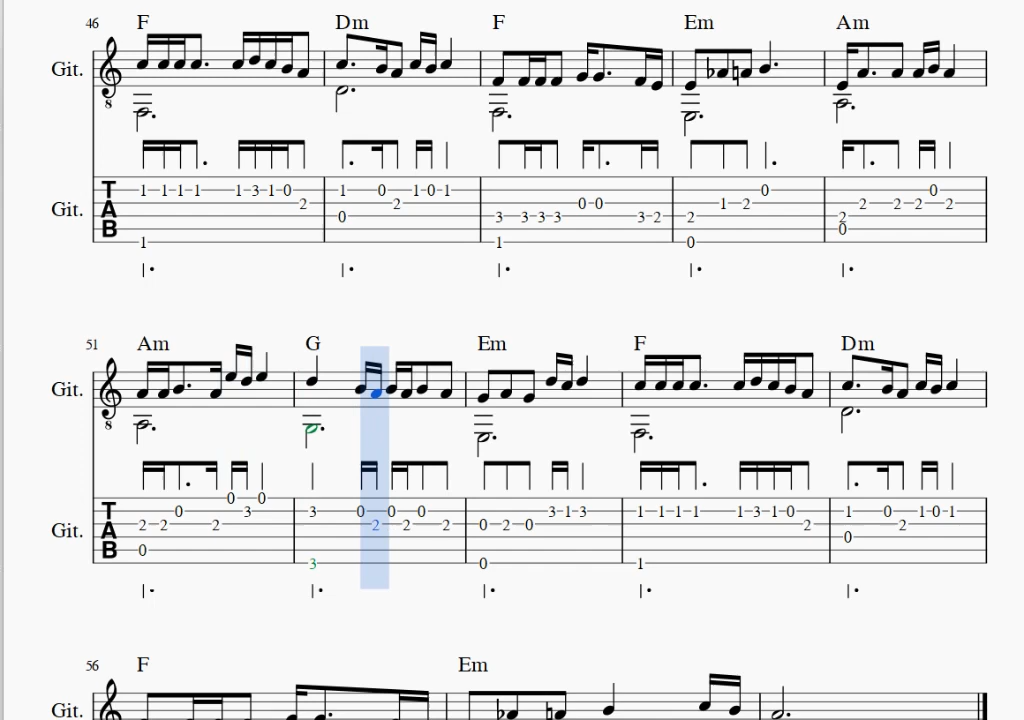 46 F Dm F Em Am
Git.
8
1 1 1 1 1 3 1 0 2 1 0 2 1 0 1 3 3 3 3 0 0 3 2 2 1 2 0 2 2 2 2 0 2
Git. TAB
1 0 1 0 0
51 Am G Em F Dm
Git.
8
2 2 0 2 0 3 0 3 0 2 0 2 0 2 0 2 0 3 1 3 1 1 1 1 1 3 1 0 2 1 0 2 1 0 1
Git. TAB
0 3 0 1 0
56 F Em
Git.